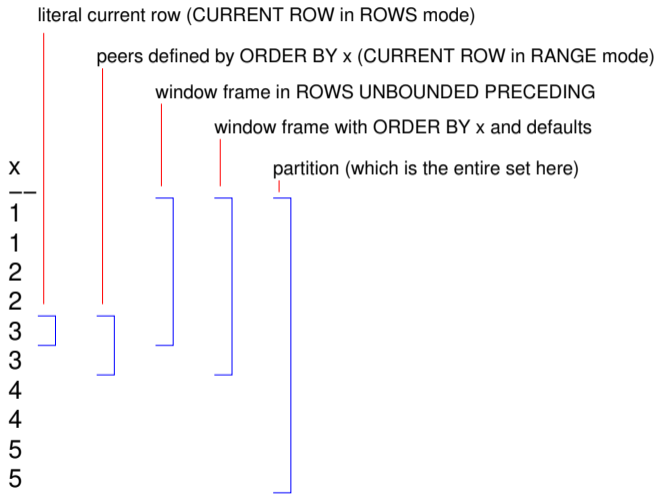 literal current row (CURRENT ROW in ROWS mode)
peers defined by ORDER BY x (CURRENT ROW in RANGE mode)
window frame in ROWS UNBOUNDED PRECEDING
window frame with ORDER BY x and defaults
partition (which is the entire set here)
x
--
1
1
2
2
3
3
4
4
5
5